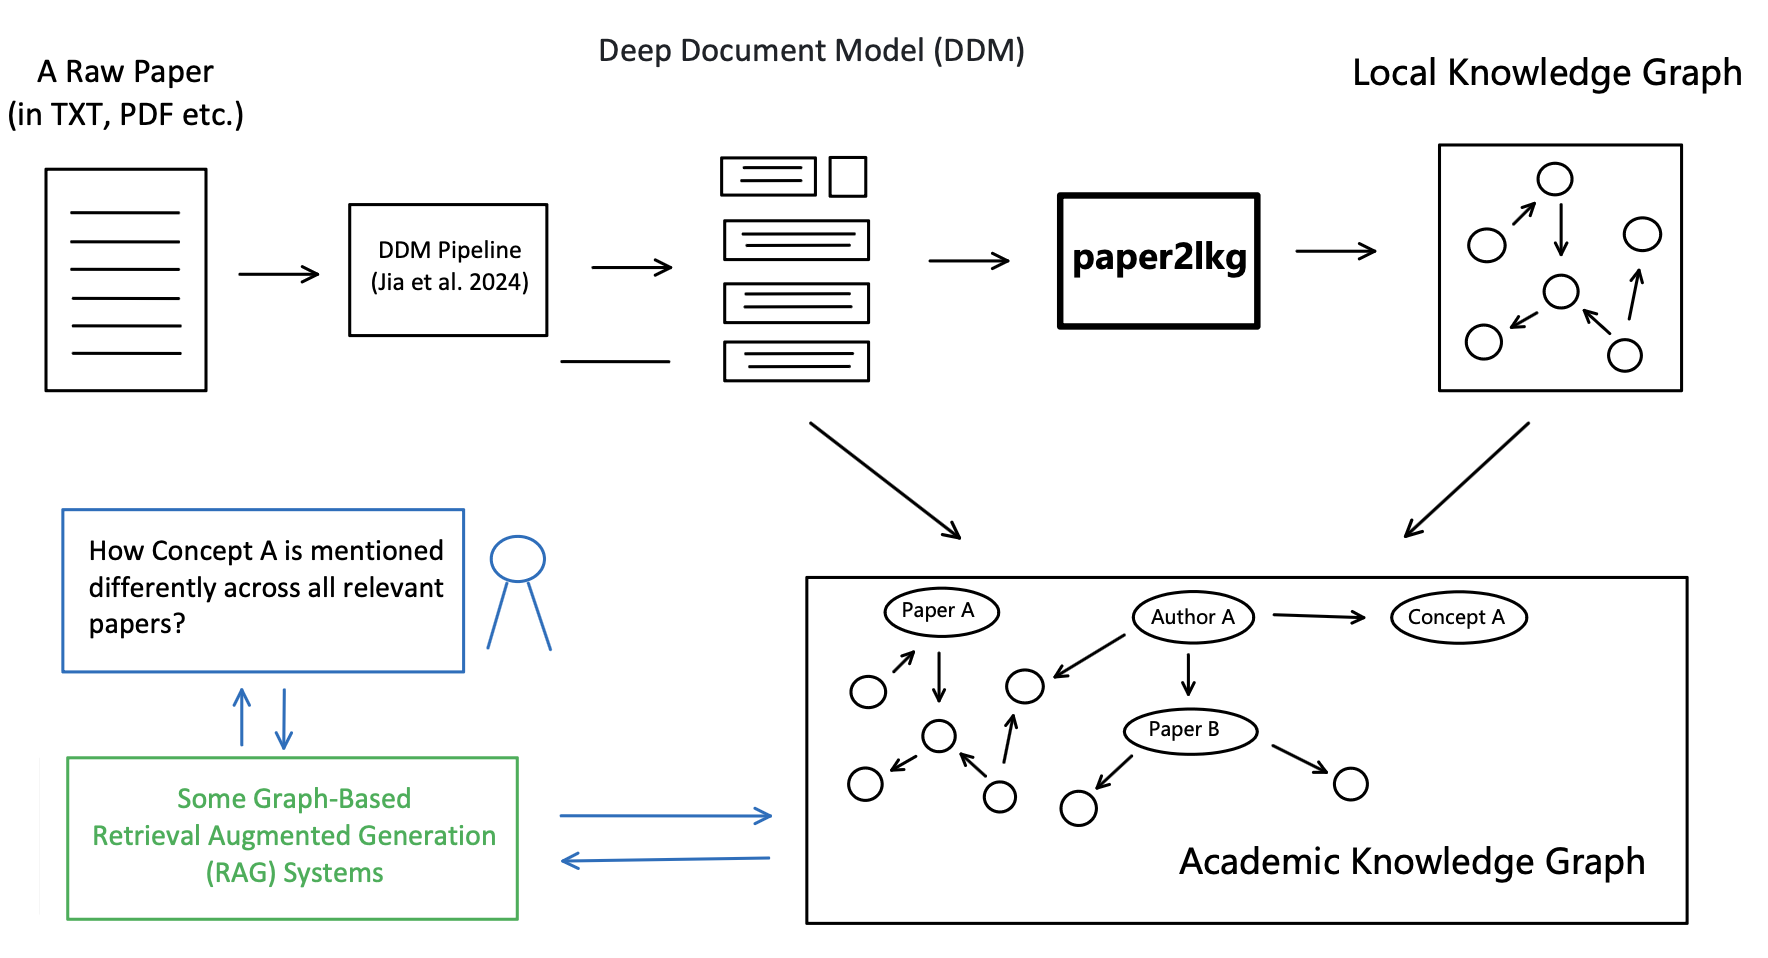 Deep Document Model (DDM)
A Raw Paper
(in TXT, PDF etc.)
Local Knowledge Graph
DDM Pipeline
(Jia et al. 2024)
paper2lkg
How Concept A is mentioned
differently across all relevant
papers?
Paper A
Author A
Concept A
Paper B
Some Graph-Based
Retrieval Augmented Generation
(RAG) Systems
Academic Knowledge Graph